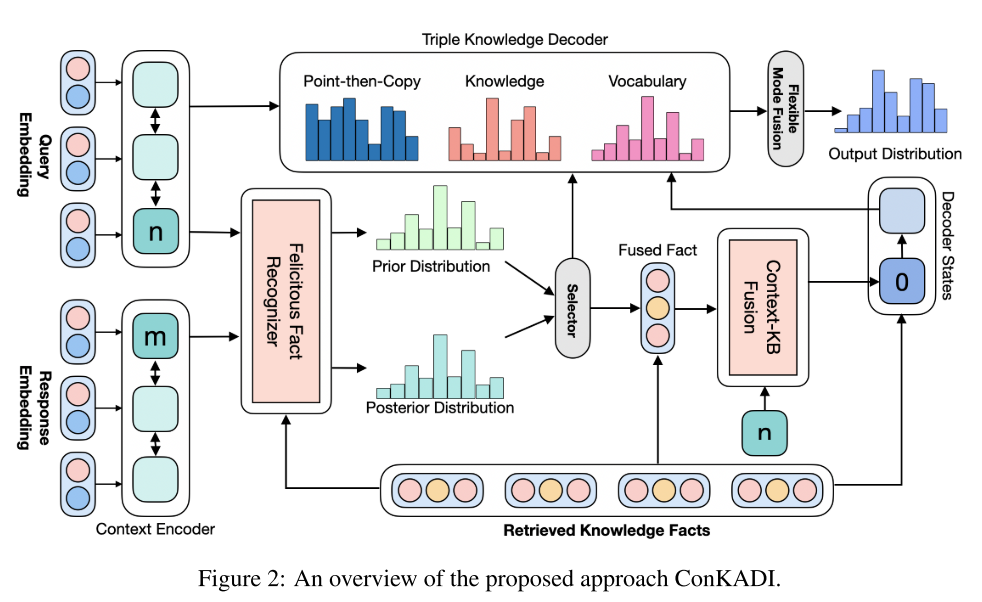 Triple Knowledge Decoder
Point-then-Copy
Knowledge
Vocabulary
Flexible
Mode Fusion
Output Distribution
Query
Embedding
n
Felicitous Fact
Recognizer
Prior Distribution
Posterior Distribution
Selector
Fused Fact
Context-KB
Fusion
n
0
Decoder States
Response
Embedding
m
Context Encoder
Retrieved Knowledge Facts
Figure 2: An overview of the proposed approach ConKADI.